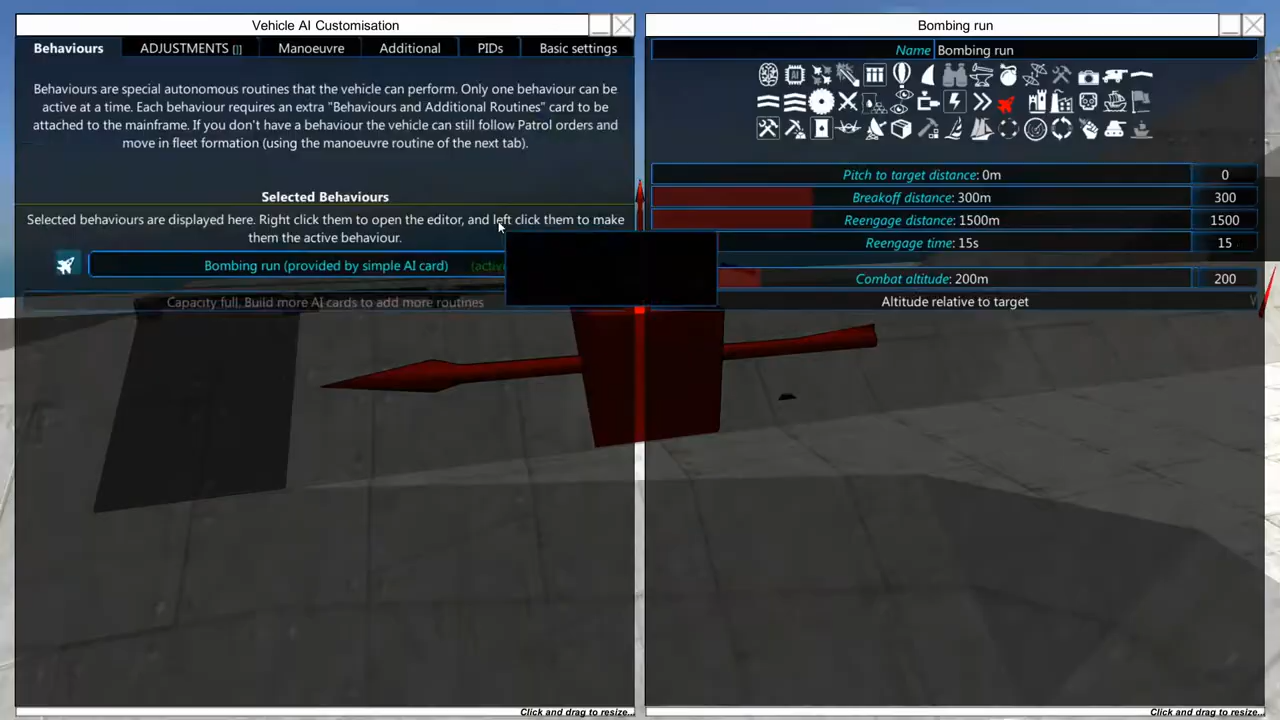 Vehicle AI Customisation
Behaviours
ADJUSTMENTS []
Manoeuvre
Additional
PIDs
Basic settings
Behaviours are special autonomous routines that the vehicle can perform. Only one behaviour can be
active at a time. Each behaviour requires an extra "Behaviours and Additional Routines" card to be
attached to the mainframe. If you don't have a behaviour the vehicle can still follow Patrol orders and
move in fleet formation (using the manoeuvre routine of the next tab).
Selected Behaviours
Selected behaviours are displayed here. Right click them to open the editor, and left click them to make
them the active behaviour.
Bombing run (provided by simple AI card)
Capacity full. Build more AI cards to add more routines
Click and drag to resize...
Bombing run
Name Bombing run
AI
Pitch to target distance: 0m 0
Breakoff distance: 300m 300
Reengage distance: 1500m 1500
Reengage time: 15s 15
Combat altitude: 200m 200
Altitude relative to target
Click and drag to resize...